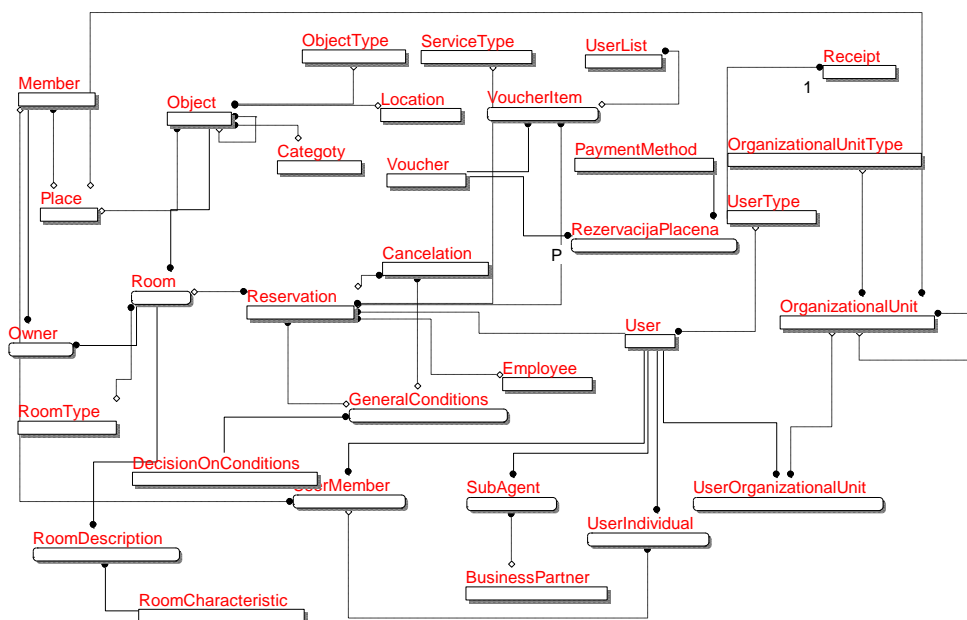 ObjectType
ServiceType
UserList
Receipt
1
Member
Object
Location
VoucherItem
Categoty
Voucher
PaymentMethod
OrganizationalUnitType
Place
UserType
RezervacijaPlacena
P
Cancelation
Room
Reservation
OrganizationalUnit
Owner
User
Employee
RoomType
GeneralConditions
DecisionOnConditions
UserMember
SubAgent
UserOrganizationalUnit
UserIndividual
RoomDescription
BusinessPartner
RoomCharacteristic